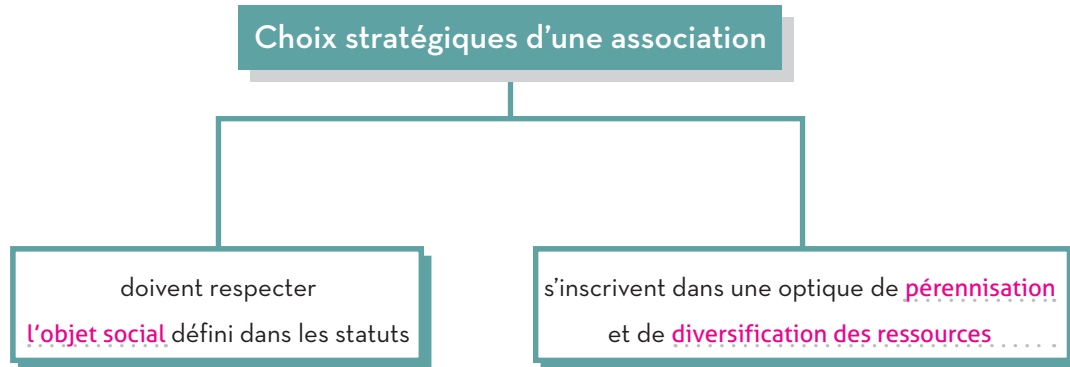 Choix stratégiques d'une association
doivent respecter
l'objet social défini dans les statuts
s'inscrivent dans une optique de pérennisation
et de diversification des ressources